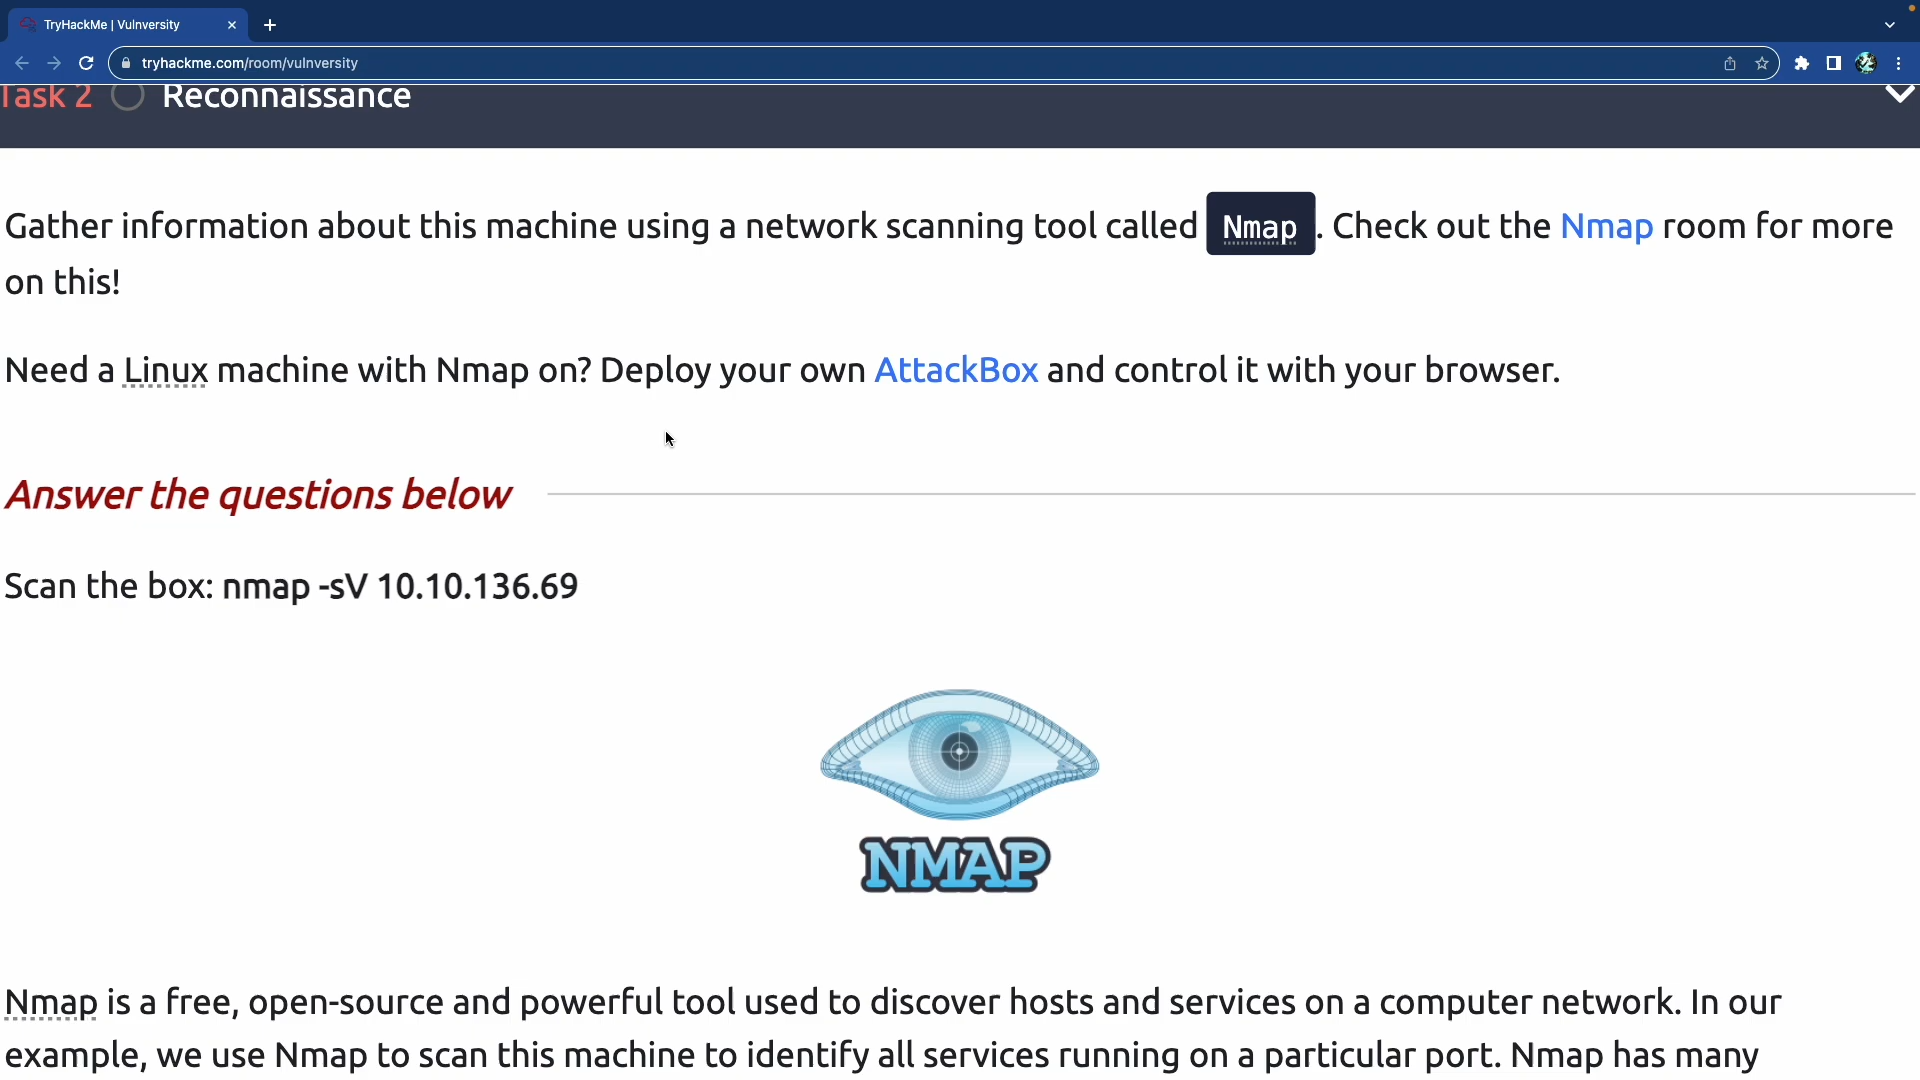 TryHackMe | Vulnversity
tryhackme.com/room/vulnversity
Task 2 Reconnaissance
Gather information about this machine using a network scanning tool called Nmap. Check out the Nmap room for more
on this!
Need a Linux machine with Nmap on? Deploy your own AttackBox and control it with your browser.
Answer the questions below
Scan the box: nmap -sV 10.10.136.69
NMAP
Nmap is a free, open-source and powerful tool used to discover hosts and services on a computer network. In our
example, we use Nmap to scan this machine to identify all services running on a particular port. Nmap has many